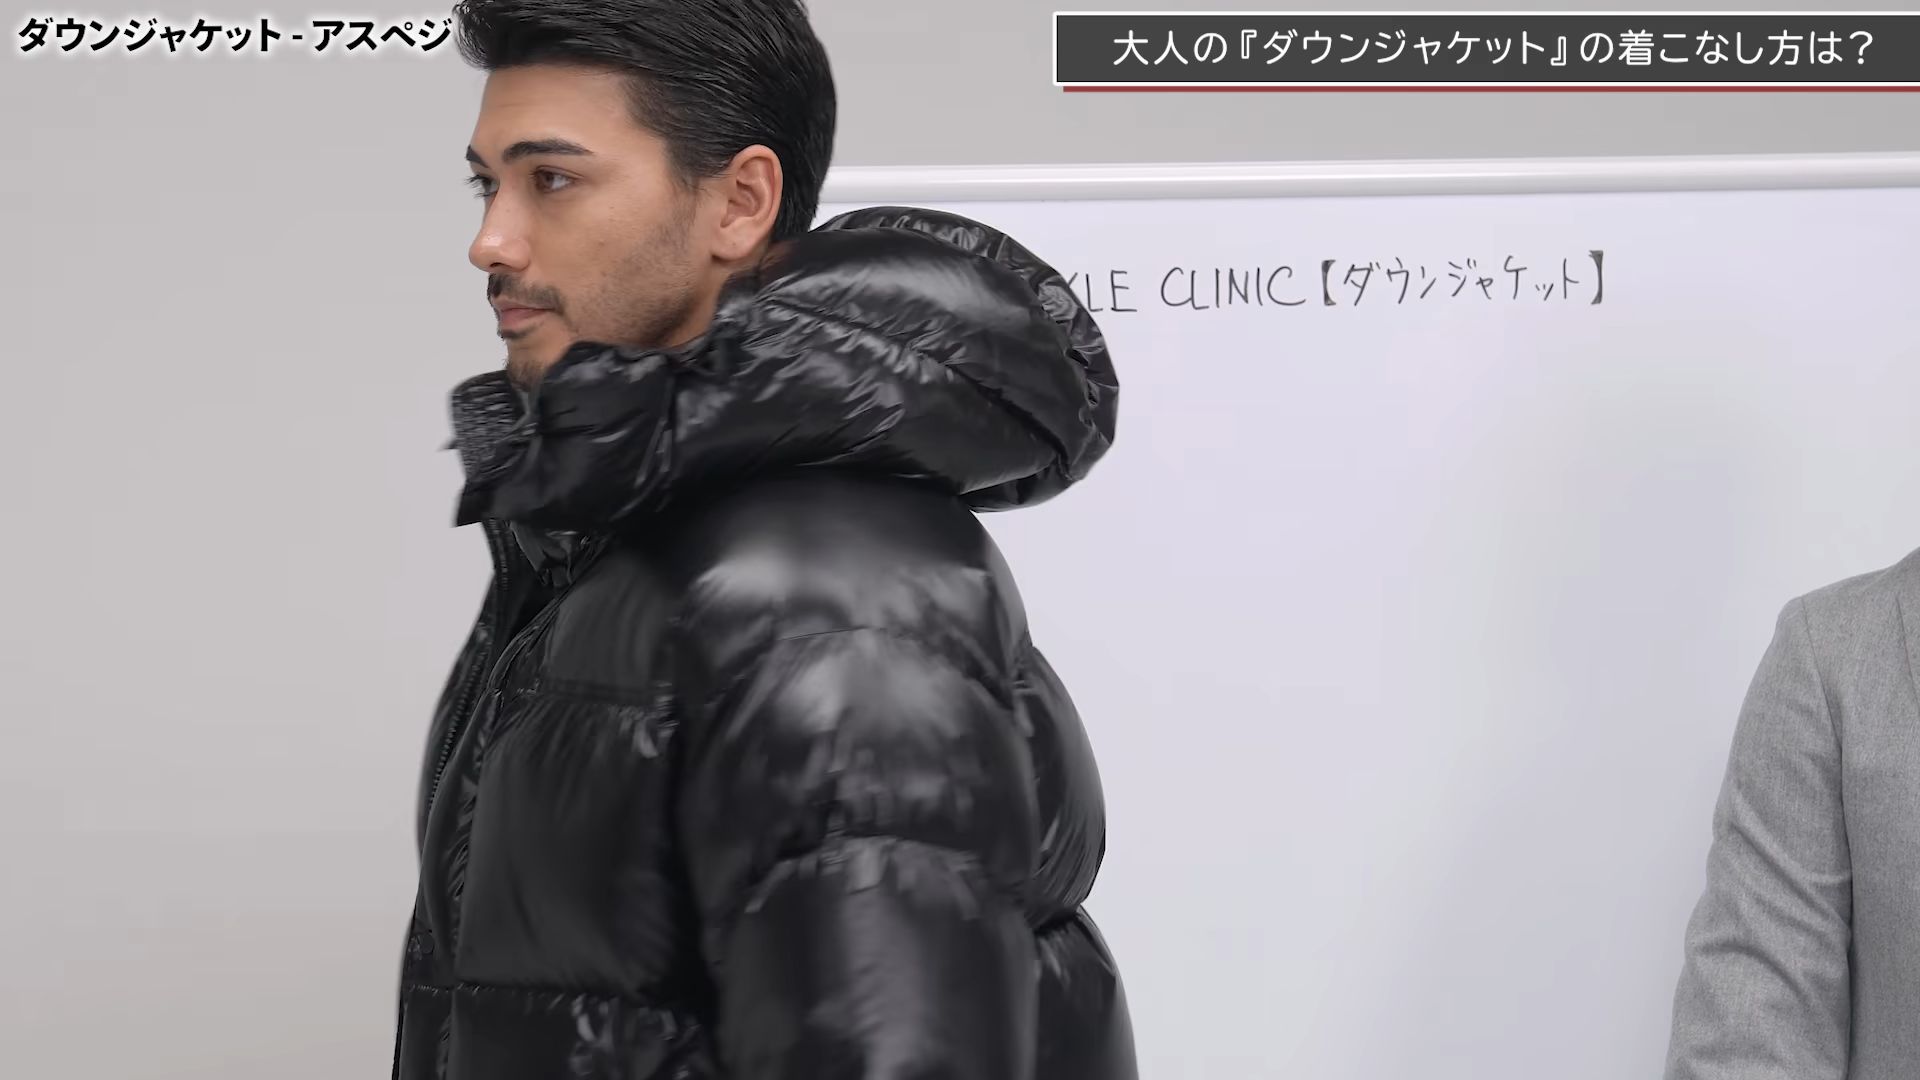 ダウンジャケット - アスペジ
大人の『ダウンジャケット』の着こなし方は?
LE CLINIC【ダウンジャケット】